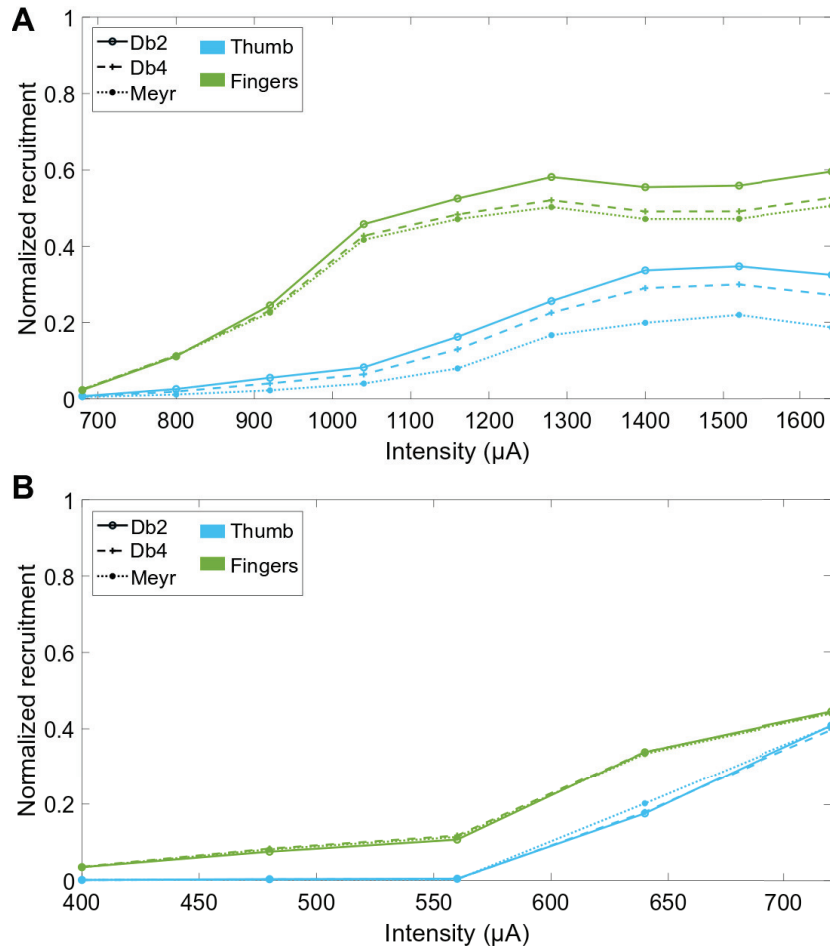 A
Normalized recruitment
1
0.8
0.6
0.4
0.2
0
Db2
Db4
Meyr
Thumb
Fingers
700 800 900 1000 1100 1200 1300 1400 1500 1600
Intensity (μA)
B
Normalized recruitment
1
0.8
0.6
0.4
0.2
0
Db2
Db4
Meyr
Thumb
Fingers
400 450 500 550 600 650 700
Intensity (μA)